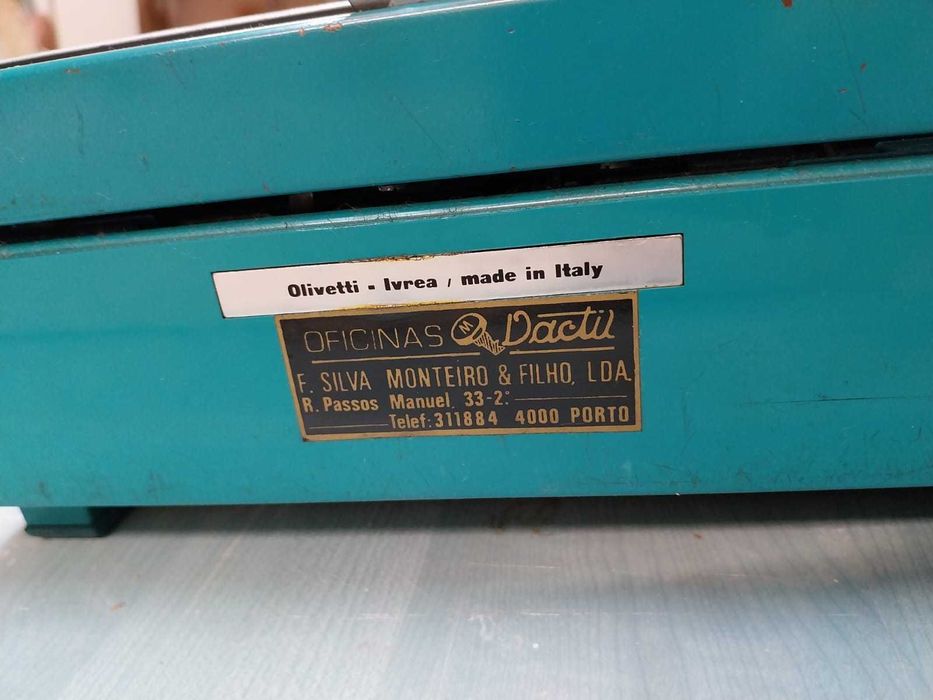 Olivetti - Ivrea, made in Italy
OFICINAS M Dactil
F. SILVA MONTEIRO & FILHO, LDA.
R. Passos Manuel, 33-2.º
Telef: 311884 4000 PORTO